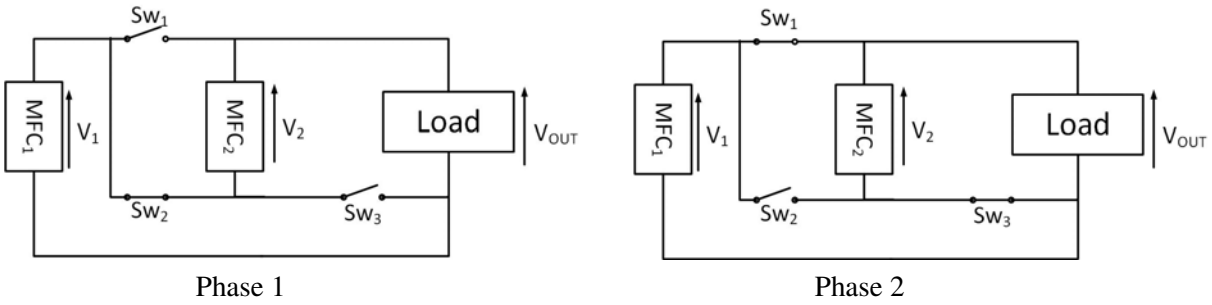 Sw1
MFC1
V1
MFC2
V2
Load
VOUT
Sw2
Sw3
Phase 1
Sw1
MFC1
V1
MFC2
V2
Load
VOUT
Sw2
Sw3
Phase 2